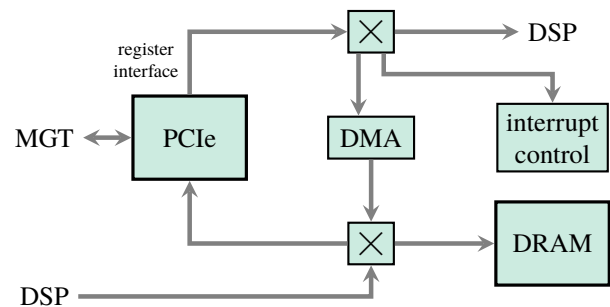 DSP
register
interface
MGT
PCIe
DMA
interrupt
control
DRAM
DSP